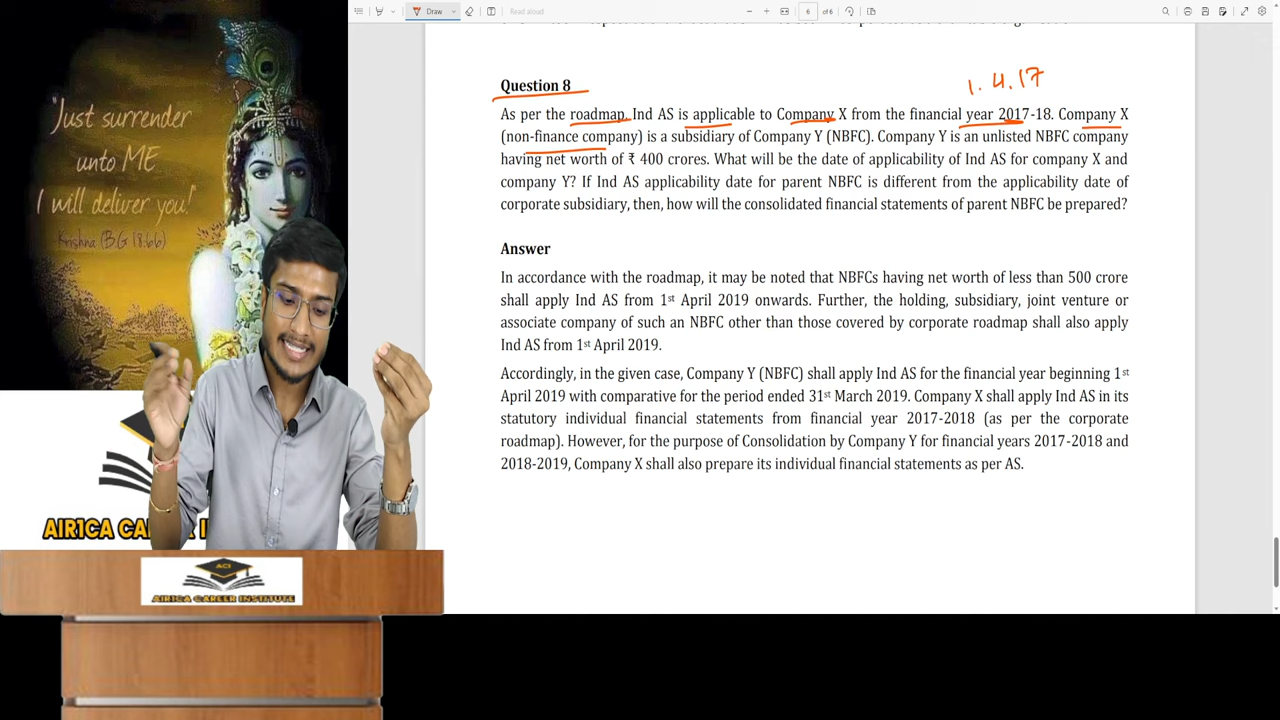 "Just surrender
unto ME
I will deliver you!"
- Krishna (BG 18:66)
Draw
Read aloud
6
of 6
1.4.17
Question 8
As per the roadmap, Ind AS is applicable to Company X from the financial year 2017-18. Company X
(non-finance company) is a subsidiary of Company Y (NBFC). Company Y is an unlisted NBFC company
having net worth of ₹ 400 crores. What will be the date of applicability of Ind AS for company X and
company Y? If Ind AS applicability date for parent NBFC is different from the applicability date of
corporate subsidiary, then, how will the consolidated financial statements of parent NBFC be prepared?
Answer
In accordance with the roadmap, it may be noted that NBFCs having net worth of less than 500 crore
shall apply Ind AS from 1st April 2019 onwards. Further, the holding, subsidiary, joint venture or
associate company of such an NBFC other than those covered by corporate roadmap shall also apply
Ind AS from 1st April 2019.
Accordingly, in the given case, Company Y (NBFC) shall apply Ind AS for the financial year beginning 1st
April 2019 with comparative for the period ended 31st March 2019. Company X shall apply Ind AS in its
statutory individual financial statements from financial year 2017-2018 (as per the corporate
roadmap). However, for the purpose of Consolidation by Company Y for financial years 2017-2018 and
2018-2019, Company X shall also prepare its individual financial statements as per AS.
AIR1CA
ACI
AIR1CA CAREER INSTITUTE